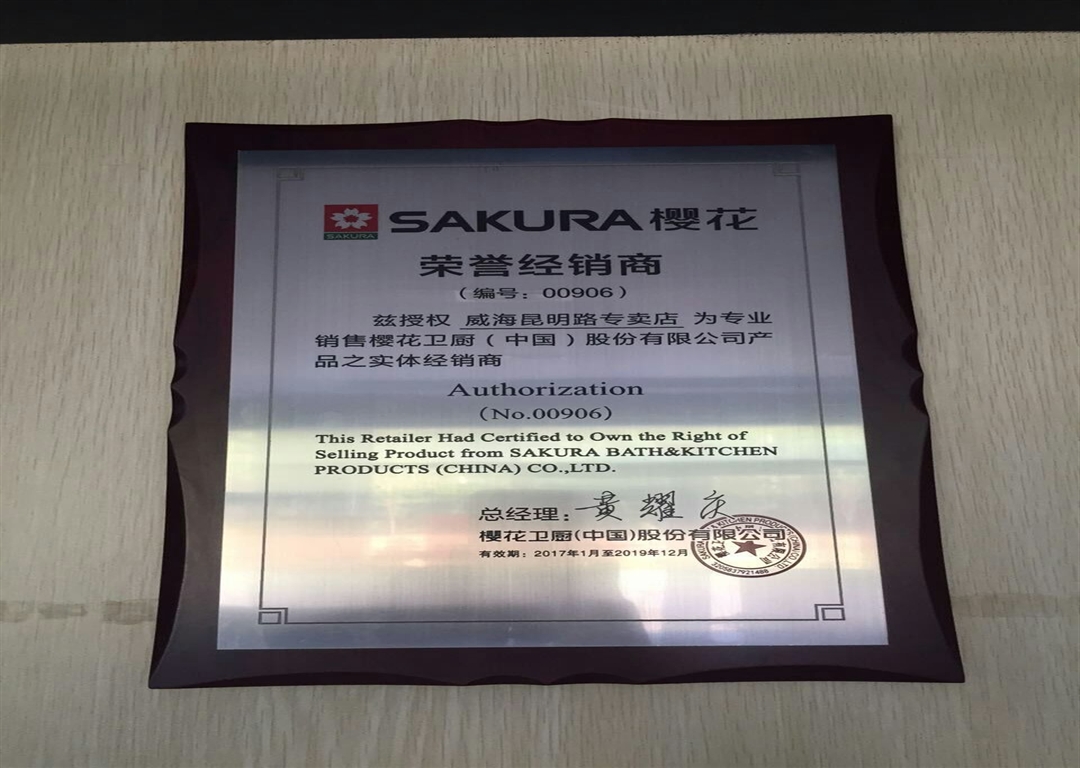 SAKURA
SAKURA樱花
荣誉经销商
（编号：00906）
兹授权 威海昆明路专卖店 为专业
销售樱花卫厨（中国）股份有限公司产
品之实体经销商
Authorization
(No.00906)
This Retailer Had Certified to Own the Right of
Selling Product from SAKURA BATH&KITCHEN
PRODUCTS (CHINA) CO.,LTD.
总经理：黄耀庆
樱花卫厨(中国)股份有限公司
有效期：2017年1月至2019年12月
3205837921488